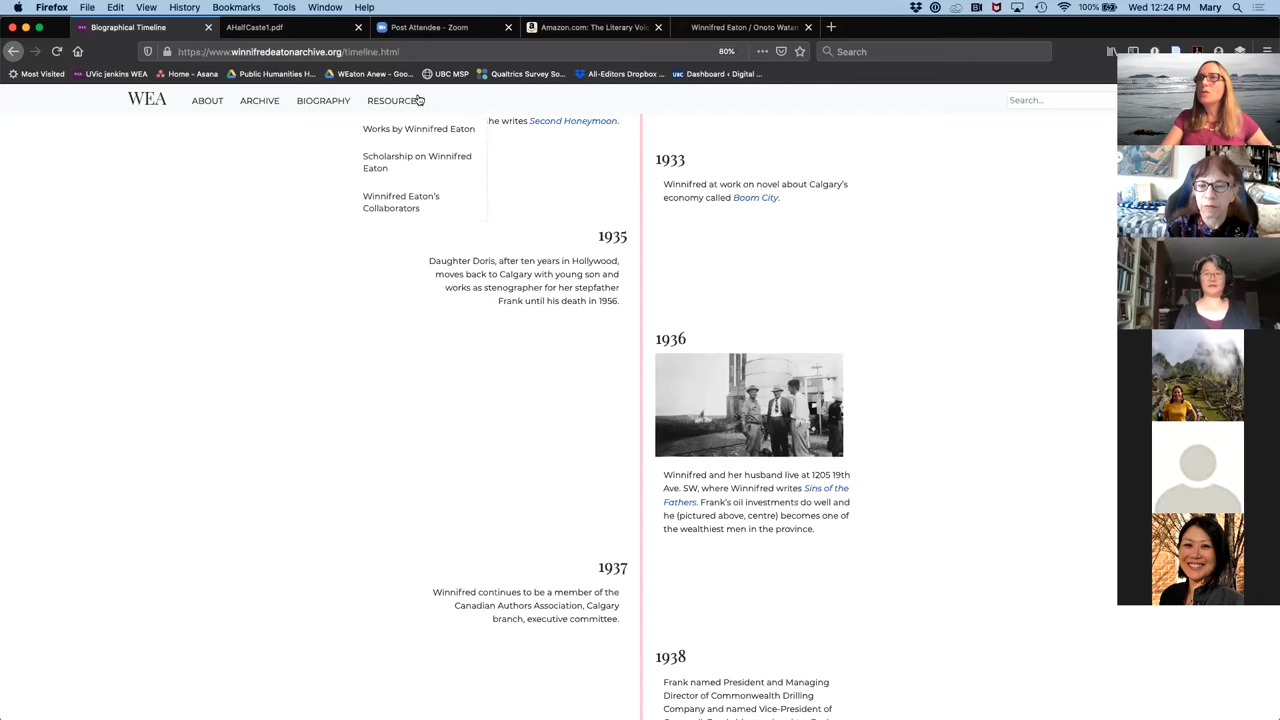 Firefox File Edit View History Bookmarks Tools Window Help
100% Wed 12:24 PM Mary
Biographical Timeline
AHalfCaste1.pdf
Post Attendee - Zoom
Amazon.com: The Literary Voic
Winnifred Eaton / Onoto Watan
https://www.winnifredeatonarchive.org/timeline.html
80%
Search
Most Visited
UVic jenkins WEA
Home - Asana
Public Humanities H...
WEaton Anew - Goo...
UBC MSP
Qualtrics Survey So...
All-Editors Dropbox ...
Dashboard ‹ Digital ...
WEA
ABOUT
ARCHIVE
BIOGRAPHY
RESOURCES
Search...
he writes Second Honeymoon.
Works by Winnifred Eaton
Scholarship on Winnifred
Eaton
Winnifred Eaton's
Collaborators
1933
Winnifred at work on novel about Calgary's
economy called Boom City.
1935
Daughter Doris, after ten years in Hollywood,
moves back to Calgary with young son and
works as stenographer for her stepfather
Frank until his death in 1956.
1936
Winnifred and her husband live at 1205 19th
Ave. SW, where Winnifred writes Sins of the
Fathers. Frank's oil investments do well and
he (pictured above, centre) becomes one of
the wealthiest men in the province.
1937
Winnifred continues to be a member of the
Canadian Authors Association, Calgary
branch, executive committee.
1938
Frank named President and Managing
Director of Commonwealth Drilling
Company and named Vice-President of